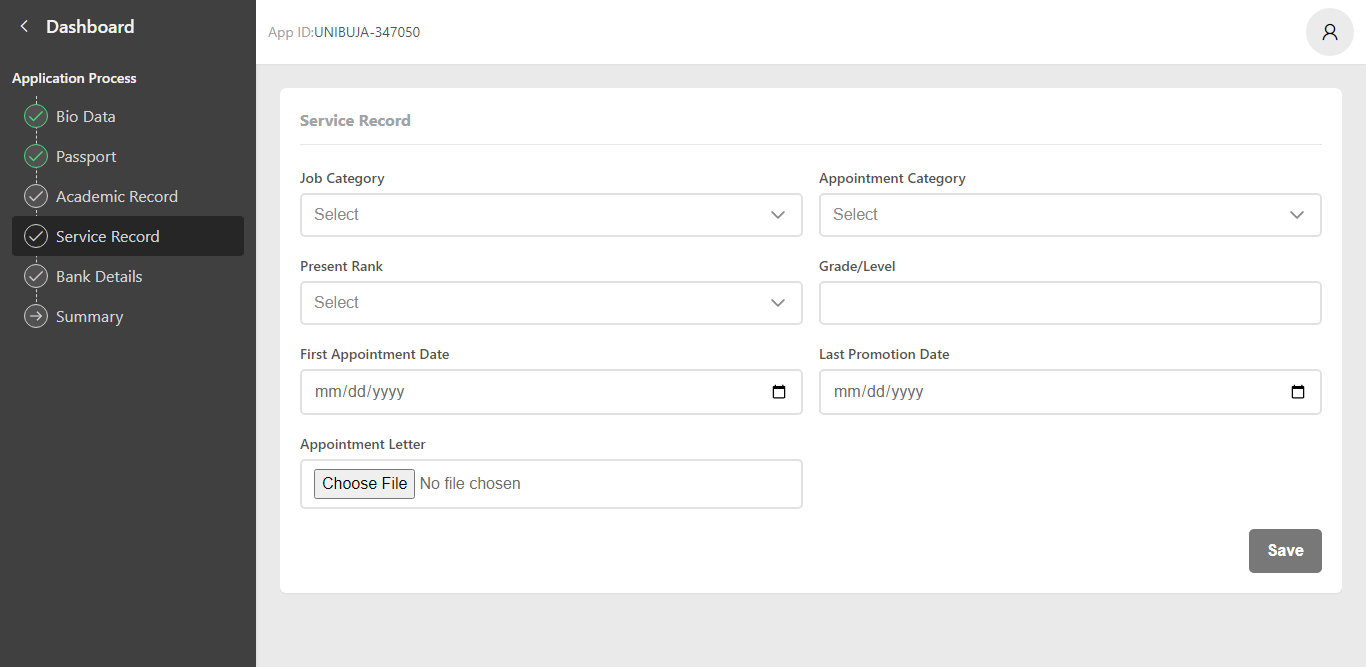 Dashboard
App ID:UNIBUJA-347050
Application Process
Bio Data
Passport
Academic Record
Service Record
Bank Details
Summary
Service Record
Job Category
Appointment Category
Select
Select
Present Rank
Grade/Level
Select
First Appointment Date
Last Promotion Date
mm/dd/yyyy
mm/dd/yyyy
Appointment Letter
Choose File No file chosen
Save